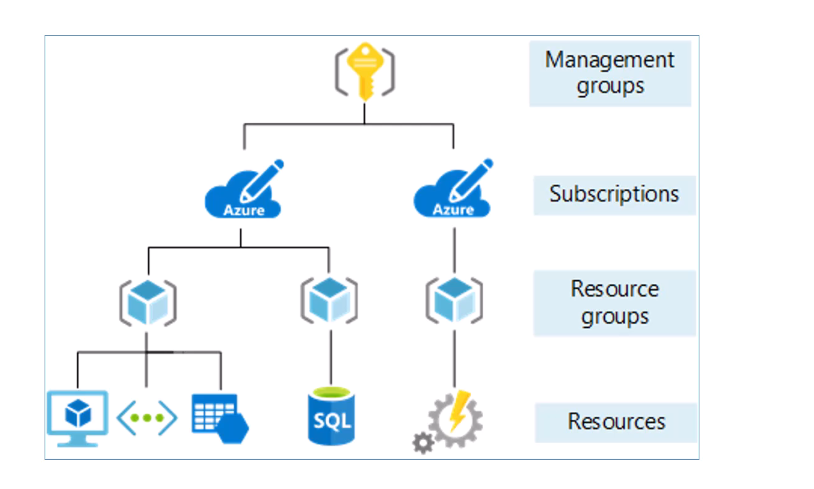 Management
groups
Azure
Azure
Subscriptions
Resource
groups
SQL
Resources